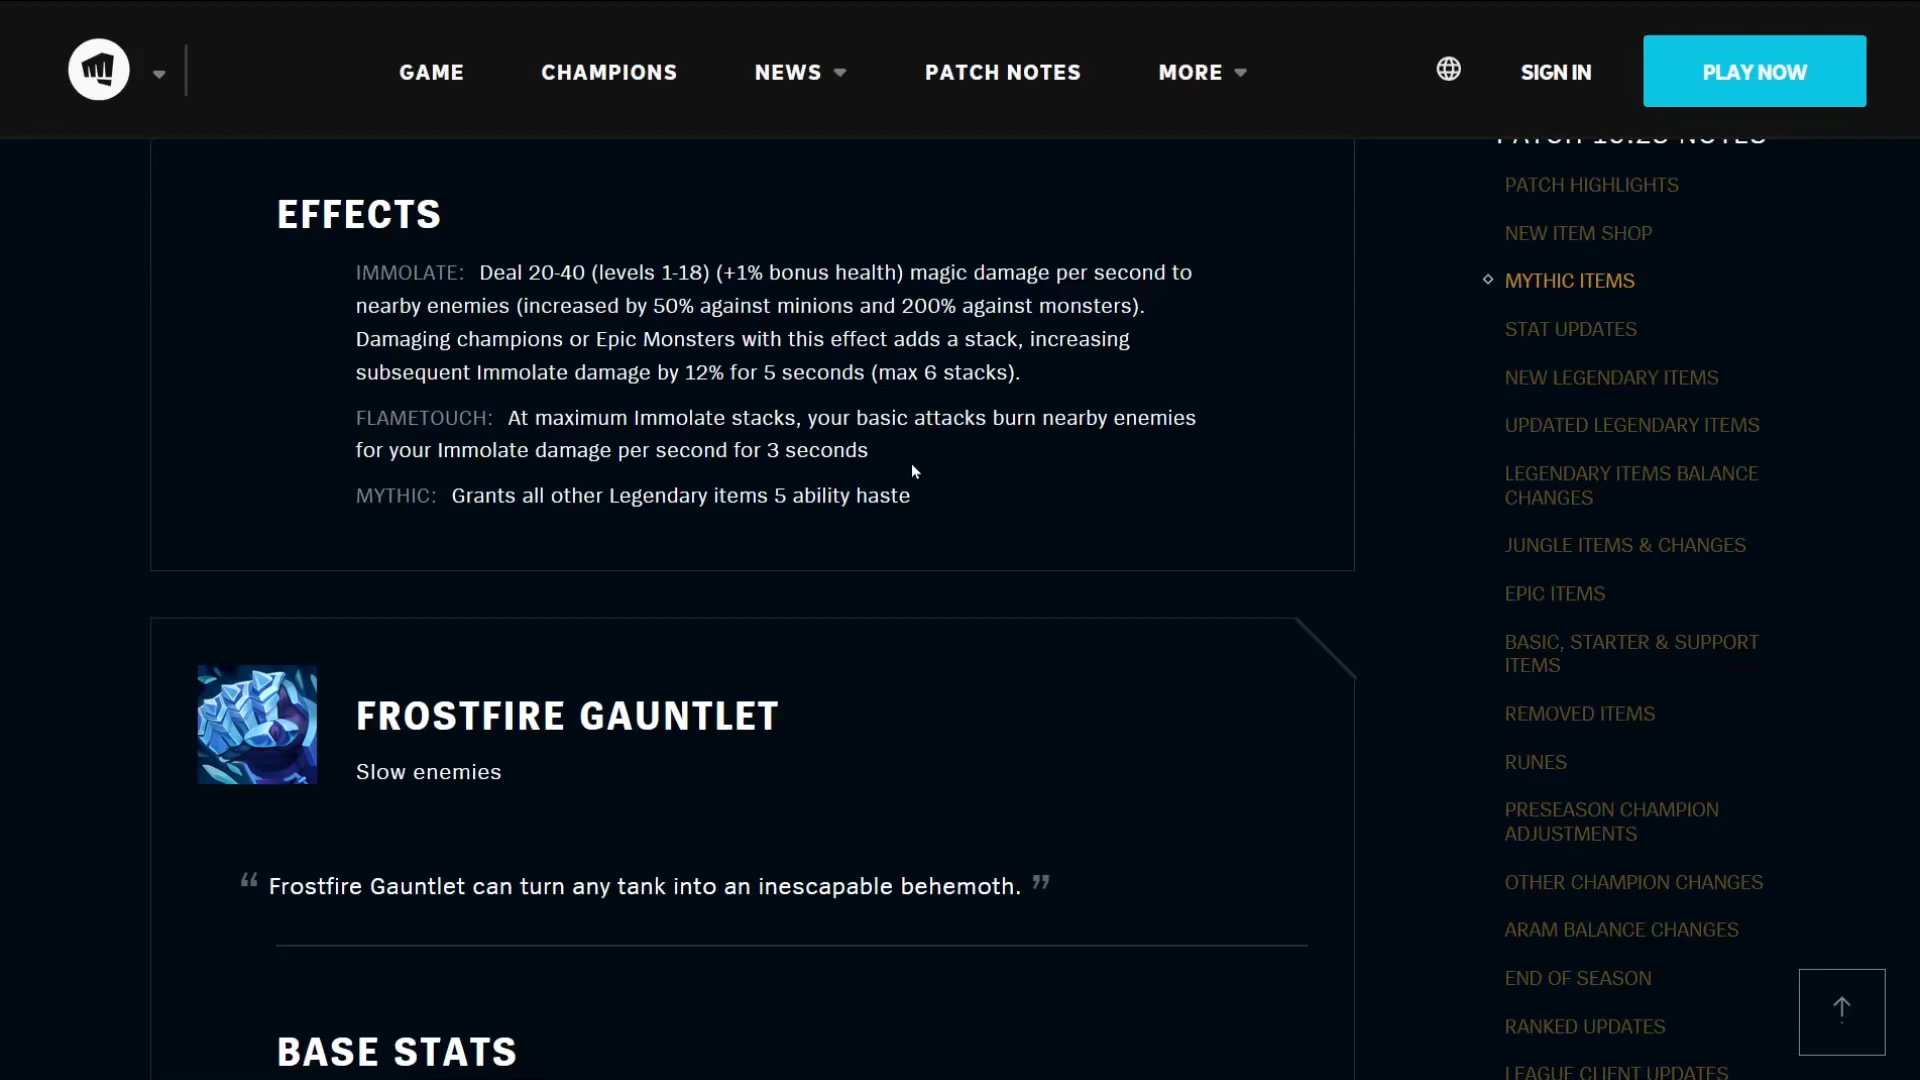 GAME
CHAMPIONS
NEWS
PATCH NOTES
MORE
SIGN IN
PLAY NOW
EFFECTS
IMMOLATE: Deal 20-40 (levels 1-18) (+1% bonus health) magic damage per second to
nearby enemies (increased by 50% against minions and 200% against monsters).
Damaging champions or Epic Monsters with this effect adds a stack, increasing
subsequent Immolate damage by 12% for 5 seconds (max 6 stacks).
FLAMETOUCH: At maximum Immolate stacks, your basic attacks burn nearby enemies
for your Immolate damage per second for 3 seconds
MYTHIC: Grants all other Legendary items 5 ability haste
FROSTFIRE GAUNTLET
Slow enemies
“ Frostfire Gauntlet can turn any tank into an inescapable behemoth. ”
BASE STATS
PATCH 10.23 NOTES
PATCH HIGHLIGHTS
NEW ITEM SHOP
MYTHIC ITEMS
STAT UPDATES
NEW LEGENDARY ITEMS
UPDATED LEGENDARY ITEMS
LEGENDARY ITEMS BALANCE
CHANGES
JUNGLE ITEMS & CHANGES
EPIC ITEMS
BASIC, STARTER & SUPPORT
ITEMS
REMOVED ITEMS
RUNES
PRESEASON CHAMPION
ADJUSTMENTS
OTHER CHAMPION CHANGES
ARAM BALANCE CHANGES
END OF SEASON
RANKED UPDATES
LEAGUE CLIENT UPDATES